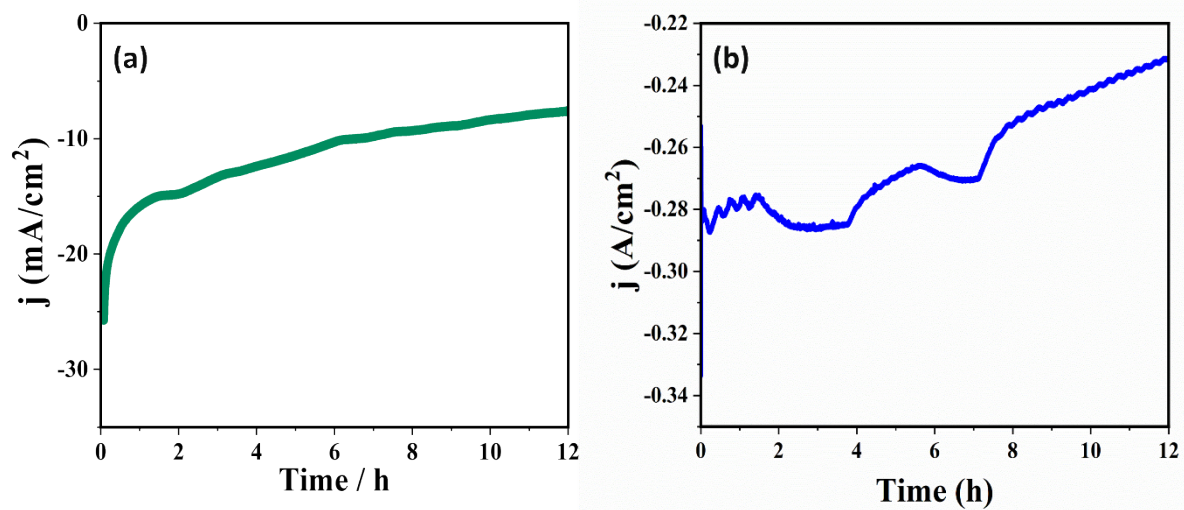 (a)
j (mA/cm²)
0
-10
-20
-30
0 2 4 6 8 10 12
Time / h
(b)
j (A/cm²)
-0.22
-0.24
-0.26
-0.28
-0.30
-0.32
-0.34
0 2 4 6 8 10 12
Time (h)